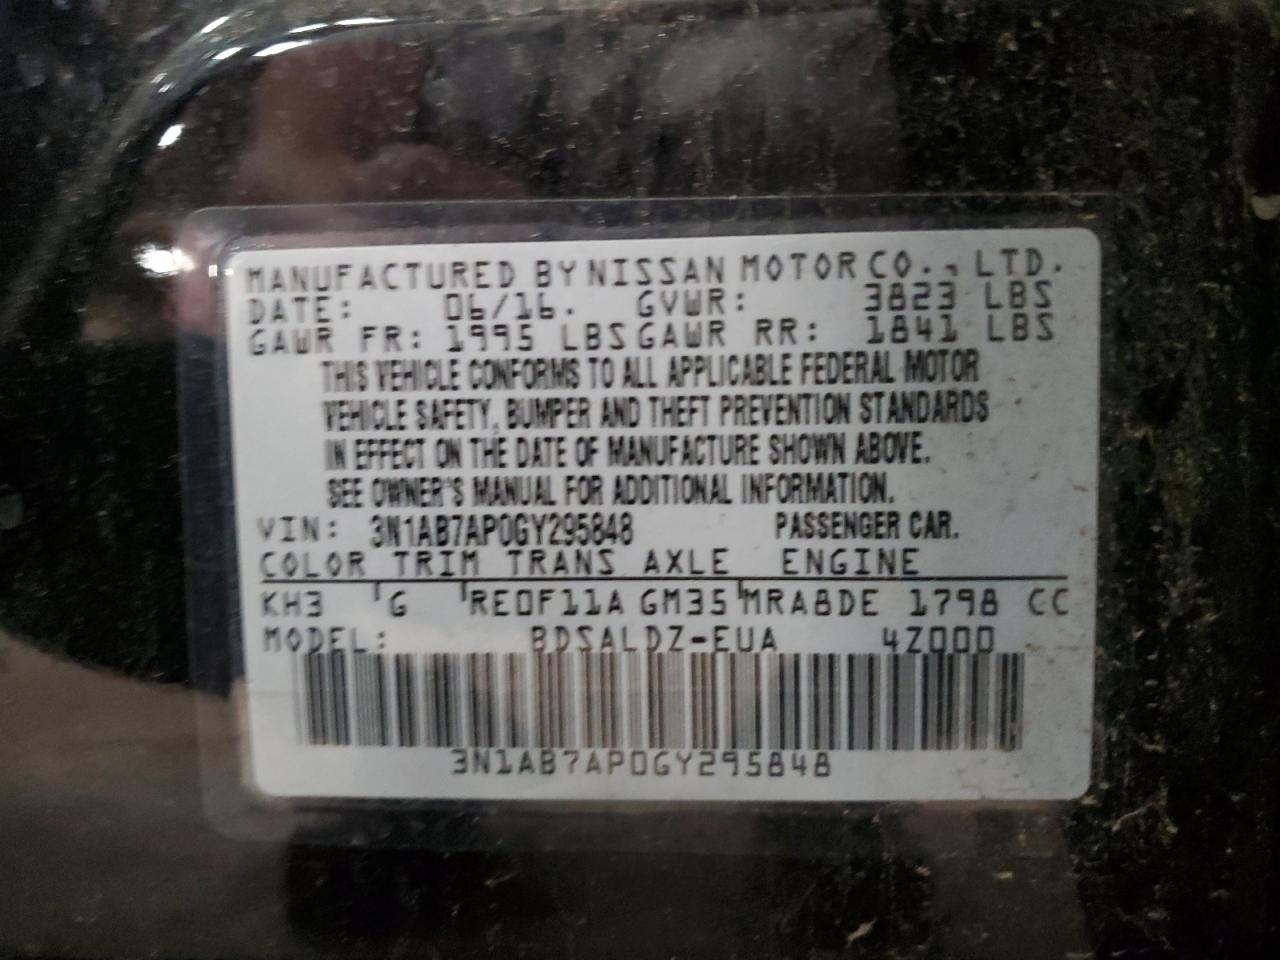 MANUFACTURED BY NISSAN MOTOR CO., LTD.
DATE: 06/16. GVWR: 3823 LBS
GAWR FR: 1995 LBS GAWR RR: 1841 LBS
THIS VEHICLE CONFORMS TO ALL APPLICABLE FEDERAL MOTOR
VEHICLE SAFETY, BUMPER AND THEFT PREVENTION STANDARDS
IN EFFECT ON THE DATE OF MANUFACTURE SHOWN ABOVE.
SEE OWNER'S MANUAL FOR ADDITIONAL INFORMATION.
VIN: 3N1AB7AP0GY295848 PASSENGER CAR.
COLOR TRIM TRANS AXLE ENGINE
KH3 G RE0F11A GM35 MRA8DE 1798 CC
MODEL: BDSALDZ-EUA 4Z000
3N1AB7AP0GY295848